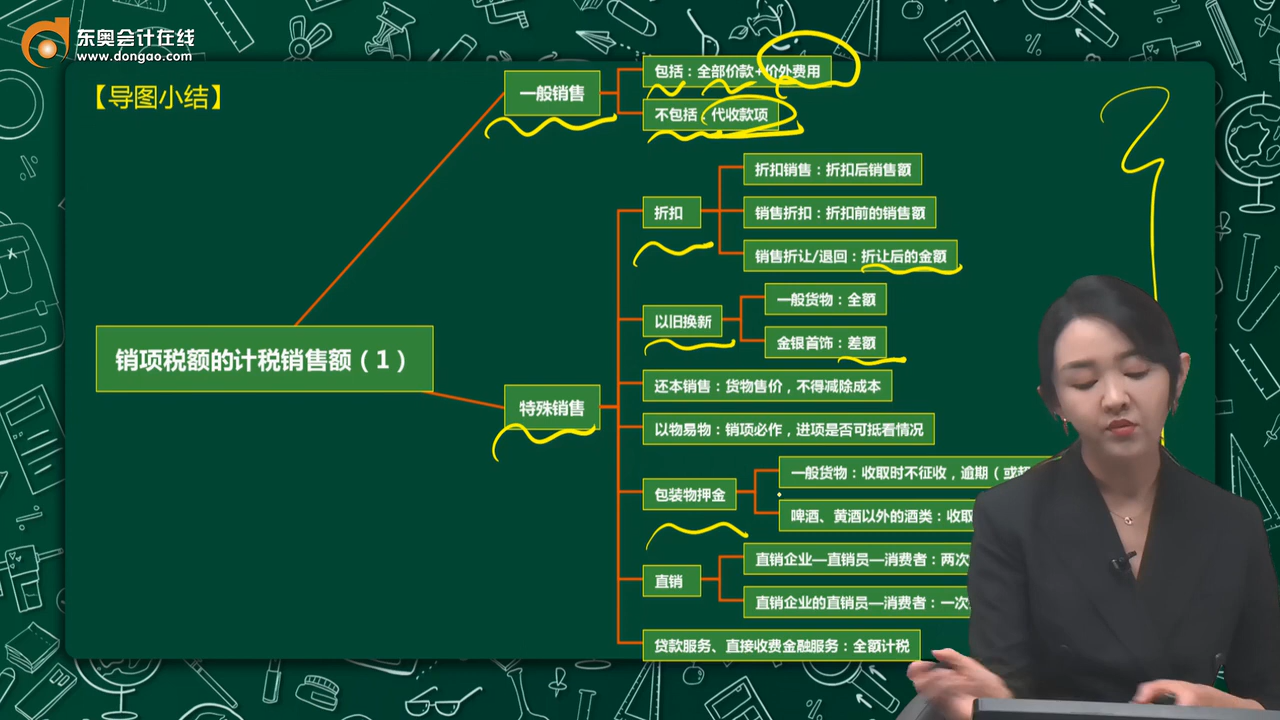 东奥会计在线
www.dongao.com
【导图小结】
销项税额的计税销售额（1）
一般销售
包括：全部价款+价外费用
不包括：代收款项
特殊销售
折扣
折扣销售：折扣后销售额
销售折扣：折扣前的销售额
销售折让/退回：折让后的金额
以旧换新
一般货物：全额
金银首饰：差额
还本销售：货物售价，不得减除成本
以物易物：销项必作，进项是否可抵看情况
包装物押金
一般货物：收取时不征收，逾期（或
啤酒、黄酒以外的酒类：收取
直销
直销企业—直销员—消费者：两次
直销企业的直销员—消费者：一次
贷款服务、直接收费金融服务：全额计税